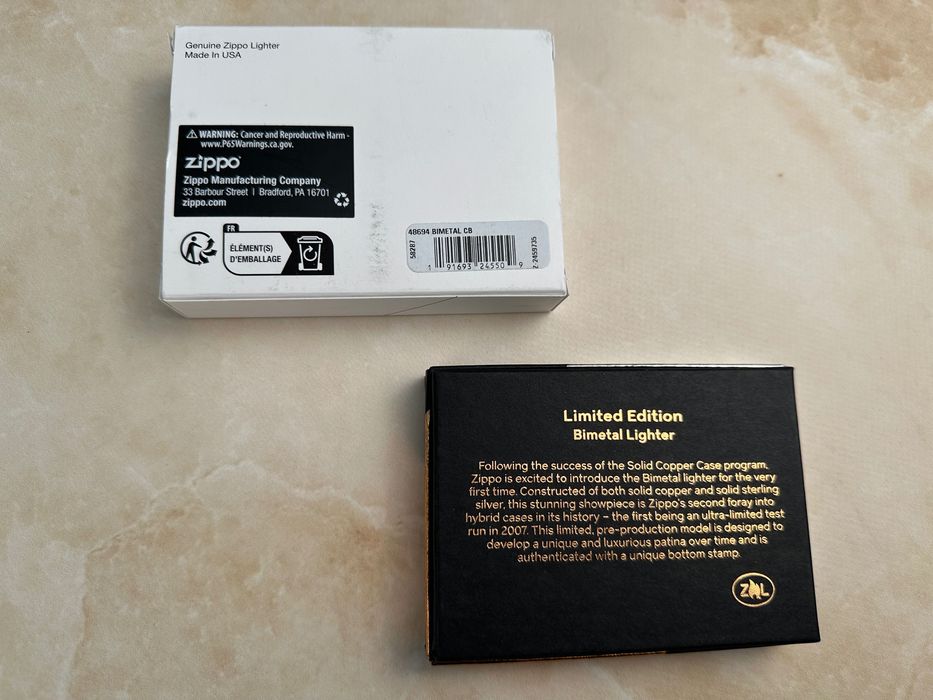 Genuine Zippo Lighter
Made In USA
WARNING: Cancer and Reproductive Harm -
www.P65Warnings.ca.gov.
zippo
Zippo Manufacturing Company
33 Barbour Street | Bradford, PA 16701
zippo.com
FR
ÉLÉMENT(S)
D'EMBALLAGE
48694 BIMETAL CB
58287
1 91693 24550 9
Z-2459735
Limited Edition
Bimetal Lighter
Following the success of the Solid Copper Case program,
Zippo is excited to introduce the Bimetal lighter for the very
first time. Constructed of both solid copper and solid sterling
silver, this stunning showpiece is Zippo's second foray into
hybrid cases in its history – the first being an ultra-limited test
run in 2007. This limited, pre-production model is designed to
develop a unique and luxurious patina over time and is
authenticated with a unique bottom stamp.
ZL